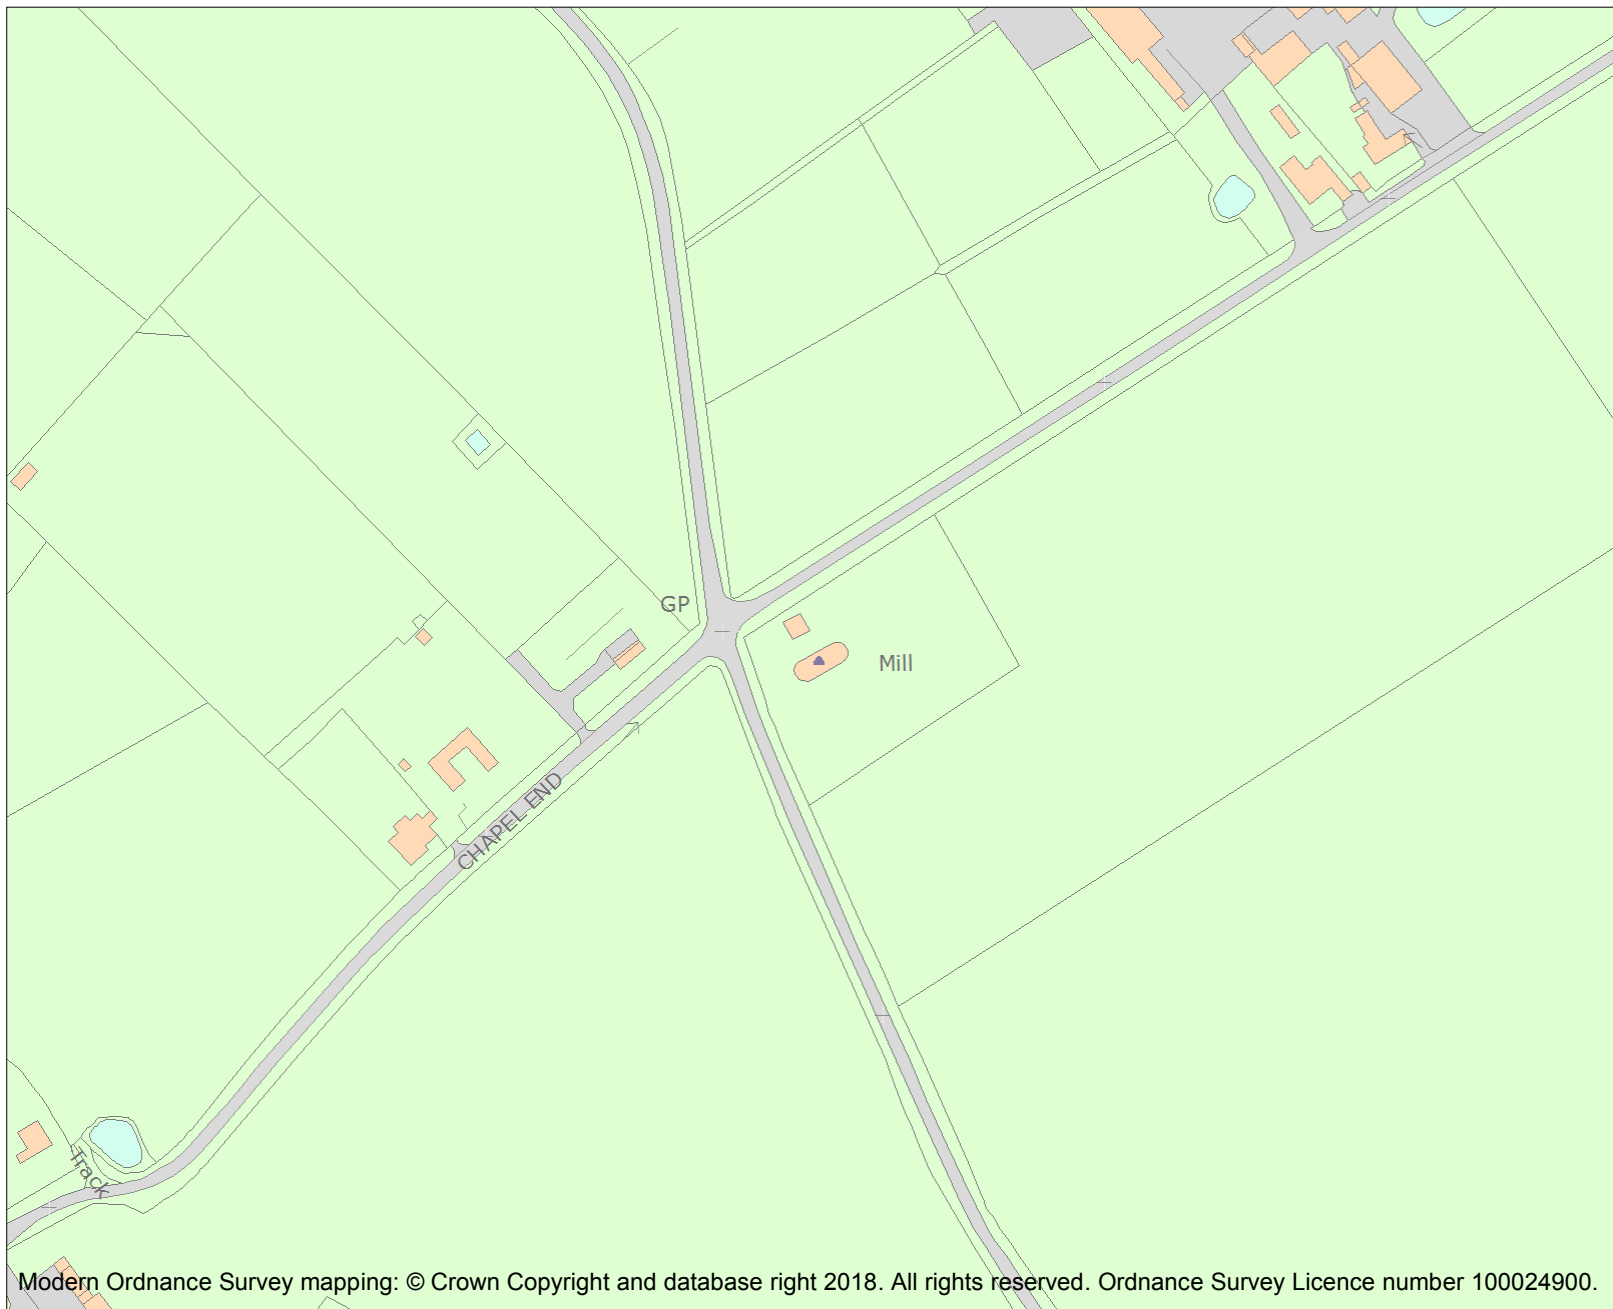 GP
Mill
CHAPEL END
Track
Modern Ordnance Survey mapping: © Crown Copyright and database right 2018. All rights reserved. Ordnance Survey Licence number 100024900.